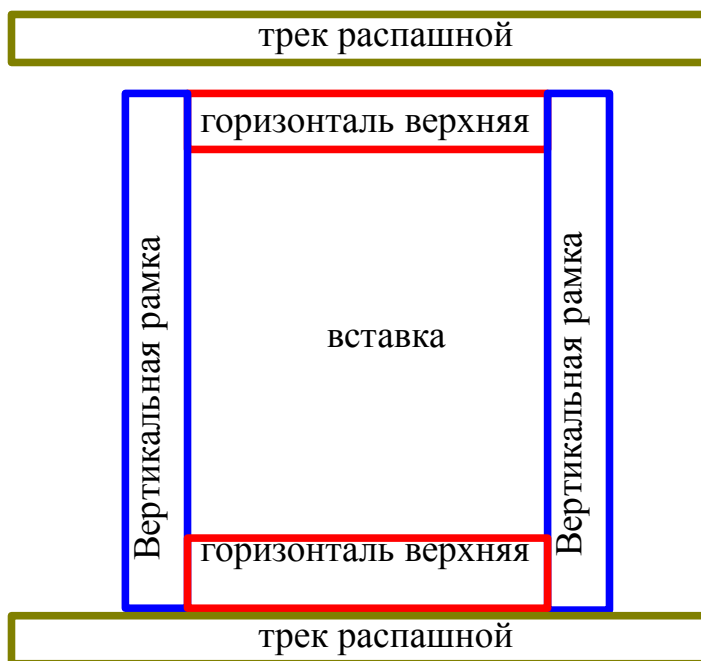 трек распашной
горизонталь верхняя
Вертикальная рамка
вставка
Вертикальная рамка
горизонталь верхняя
трек распашной